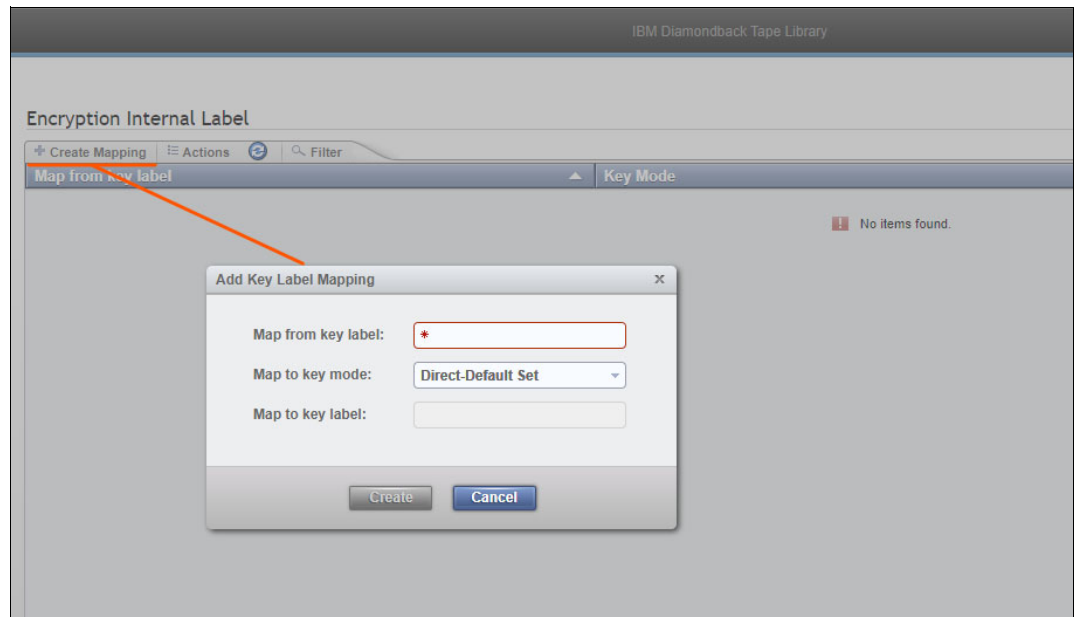 IBM Diamondback Tape Library
Encryption Internal Label
Create Mapping Actions Filter
Map from key label Key Mode
No items found.
Add Key Label Mapping x
Map from key label: *
Map to key mode: Direct-Default Set
Map to key label:
Create Cancel